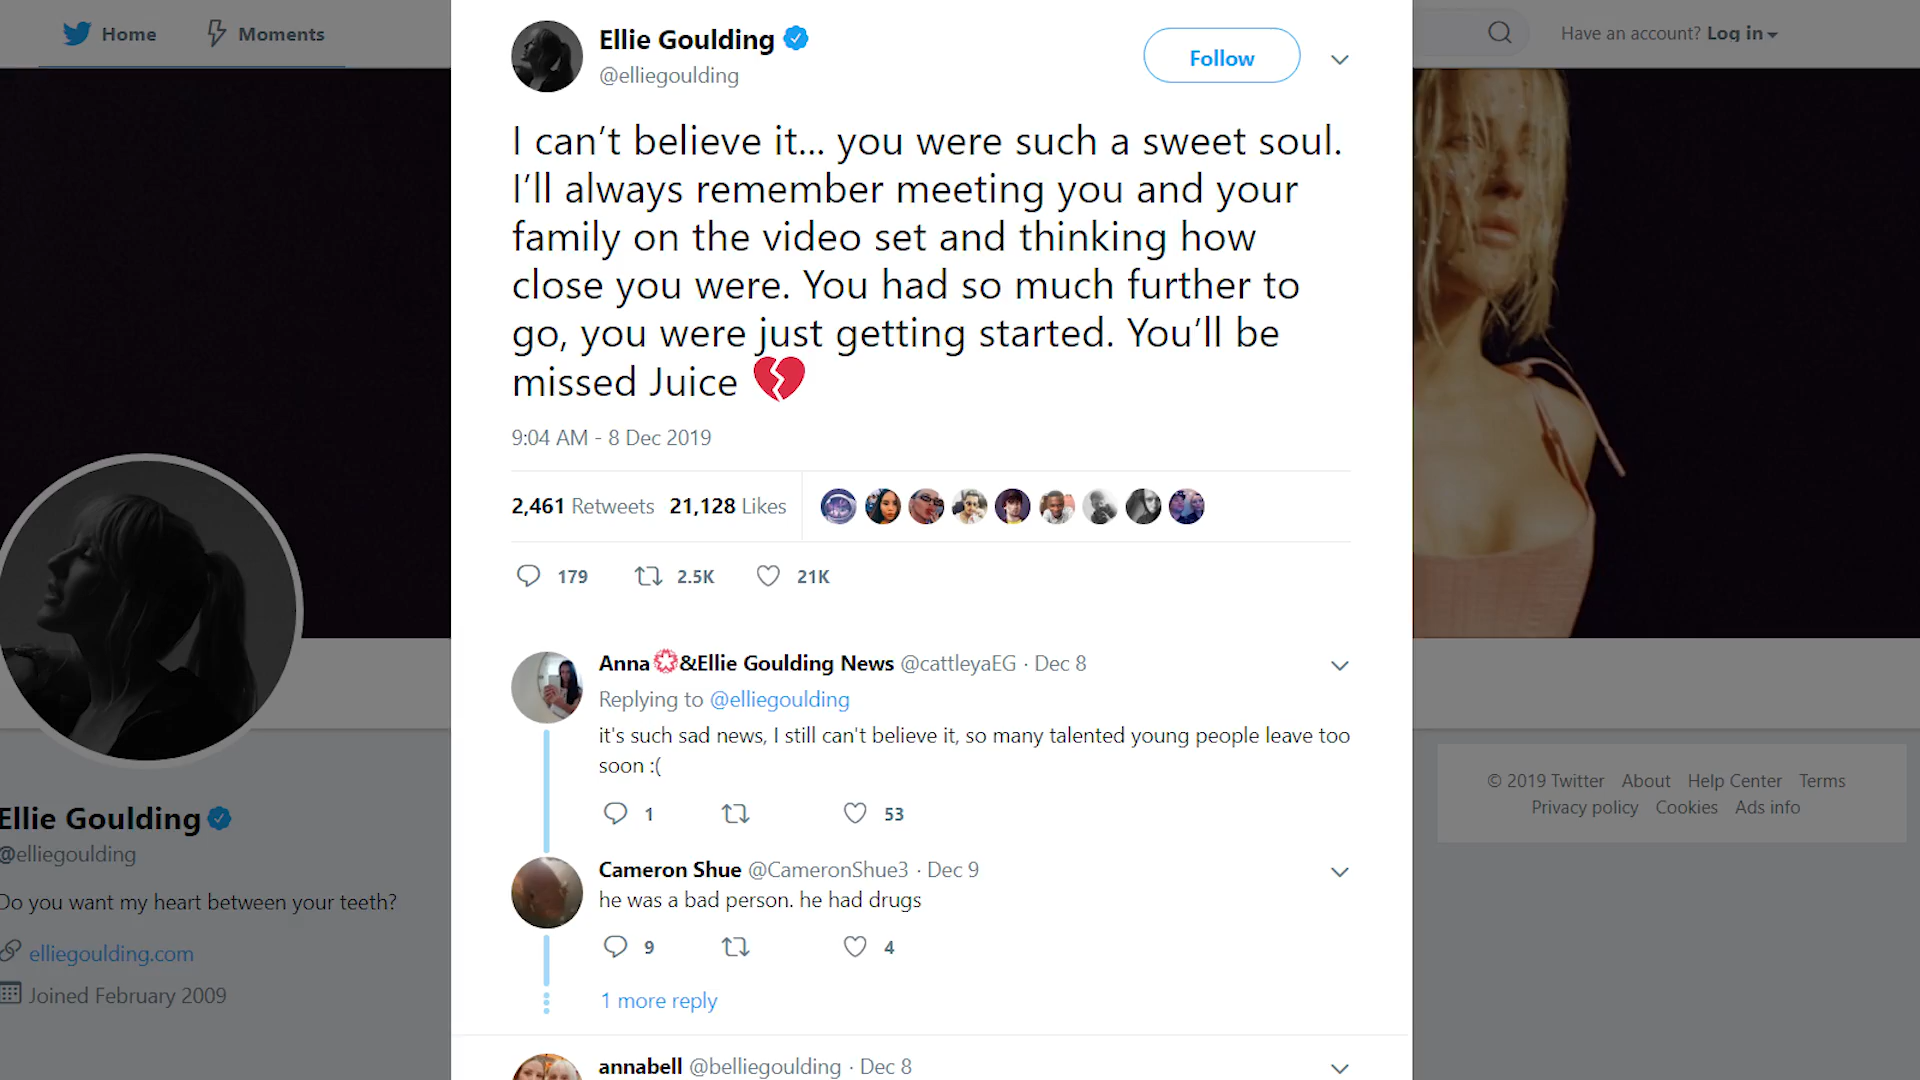 Home Moments
Have an account? Log in
Ellie Goulding
@elliegoulding
Follow
I can’t believe it... you were such a sweet soul.
I’ll always remember meeting you and your
family on the video set and thinking how
close you were. You had so much further to
go, you were just getting started. You’ll be
missed Juice 💔
9:04 AM - 8 Dec 2019
2,461 Retweets 21,128 Likes
179 2.5K 21K
Anna💮&Ellie Goulding News @cattleyaEG · Dec 8
Replying to @elliegoulding
it's such sad news, I still can't believe it, so many talented young people leave too
soon :(
1 53
Cameron Shue @CameronShue3 · Dec 9
he was a bad person. he had drugs
9 4
1 more reply
annabell @belliegoulding · Dec 8
Ellie Goulding
@elliegoulding
Do you want my heart between your teeth?
elliegoulding.com
Joined February 2009
© 2019 Twitter About Help Center Terms
Privacy policy Cookies Ads info